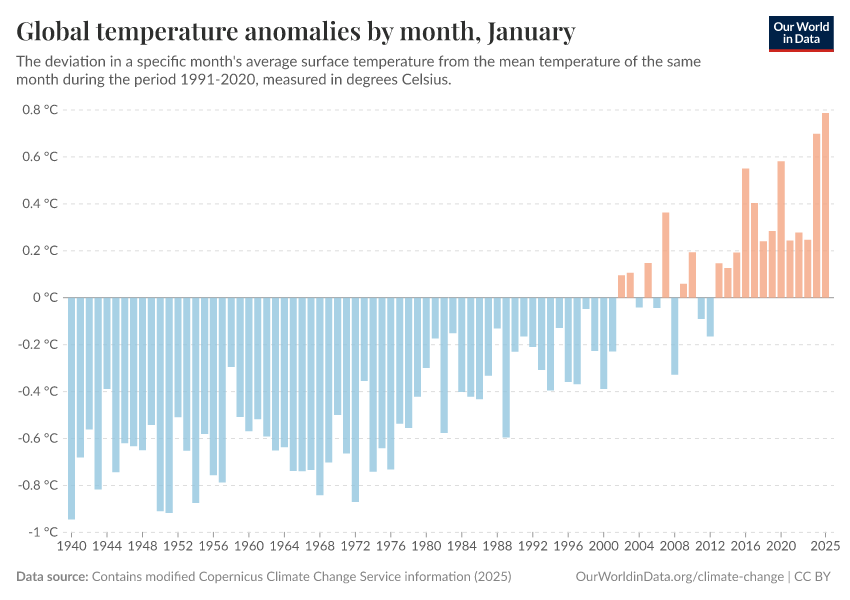 Global temperature anomalies by month, January
Our World
in Data
The deviation in a specific month's average surface temperature from the mean temperature of the same
month during the period 1991-2020, measured in degrees Celsius.
0.8 °C
0.6 °C
0.4 °C
0.2 °C
0 °C
-0.2 °C
-0.4 °C
-0.6 °C
-0.8 °C
-1 °C
1940 1944 1948 1952 1956 1960 1964 1968 1972 1976 1980 1984 1988 1992 1996 2000 2004 2008 2012 2016 2020 2025
Data source: Contains modified Copernicus Climate Change Service information (2025)
OurWorldinData.org/climate-change | CC BY